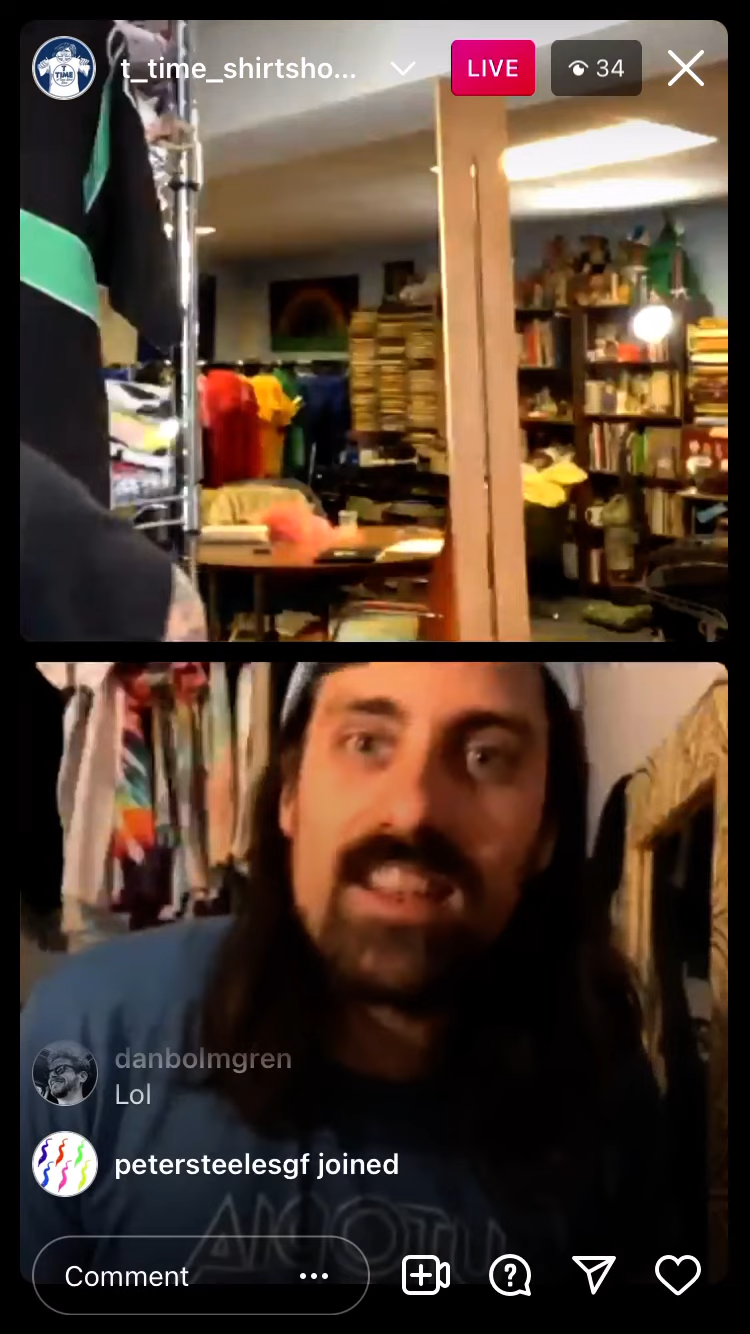 t_time_shirtsho...
LIVE
34
danbolmgren
Lol
petersteelesgf joined
Comment